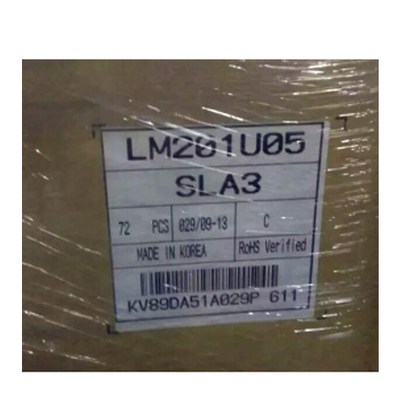 LM201U05
SLA3
72 PCS 029/09-13 C
MADE IN KOREA RoHS Verified
KV89DA51A029P 611